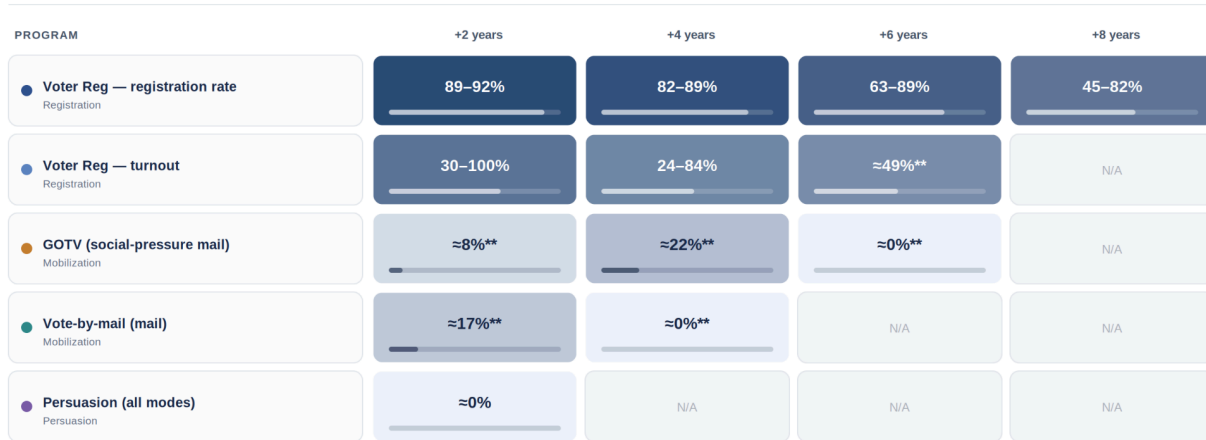 PROGRAM +2 years +4 years +6 years +8 years
Voter Reg — registration rate
Registration
89–92% 82–89% 63–89% 45–82%
Voter Reg — turnout
Registration
30–100% 24–84% ≈49%** N/A
GOTV (social-pressure mail)
Mobilization
≈8%** ≈22%** ≈0%** N/A
Vote-by-mail (mail)
Mobilization
≈17%** ≈0%** N/A N/A
Persuasion (all modes)
Persuasion
≈0% N/A N/A N/A